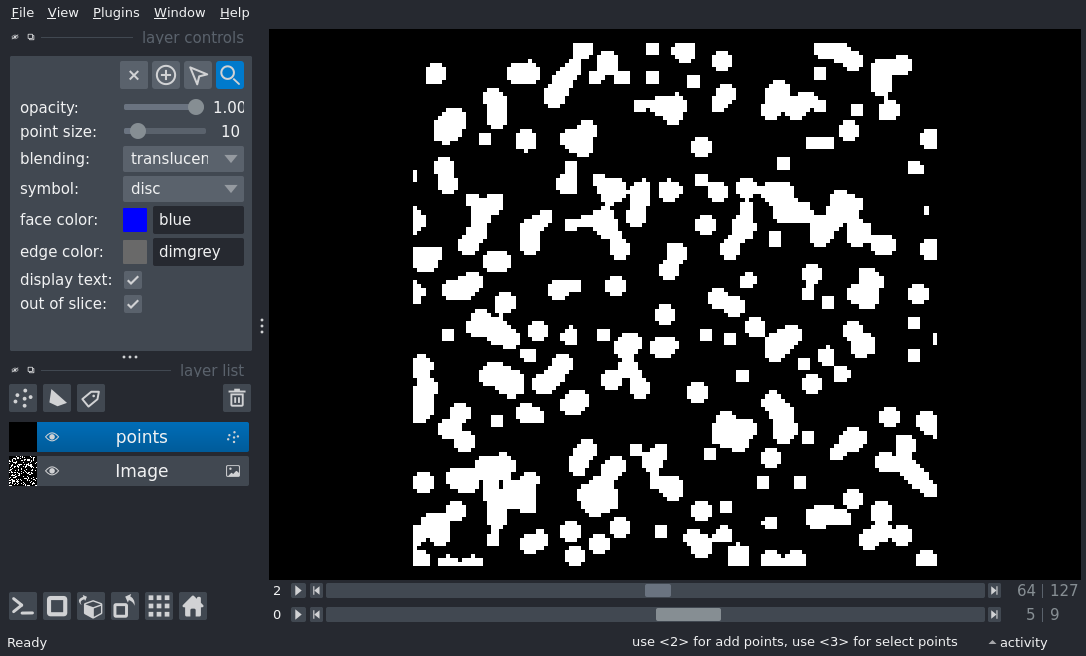 File View Plugins Window Help
layer controls
opacity: 1.00
point size: 10
blending: translucen
symbol: disc
face color: blue
edge color: dimgrey
display text:
out of slice:
layer list
points
Image
2 64 127
0 5 9
Ready use <2> for add points, use <3> for select points activity